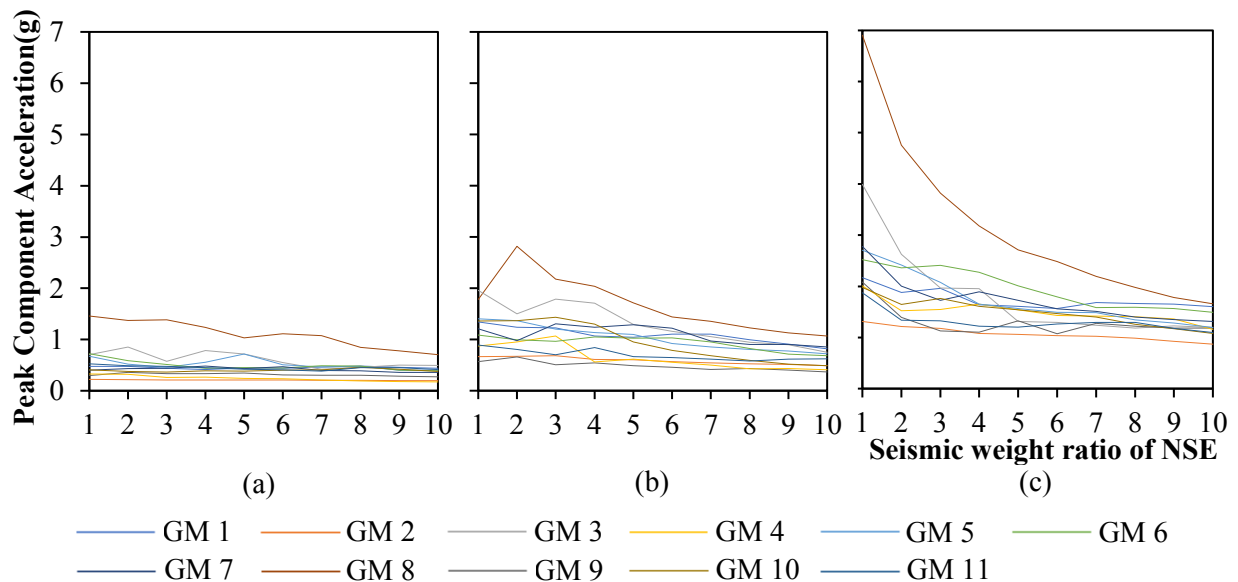 Peak Component Acceleration(g)
7
6
5
4
3
2
1
0
1 2 3 4 5 6 7 8 9 10
1 2 3 4 5 6 7 8 9 10
1 2 3 4 5 6 7 8 9 10
Seismic weight ratio of NSE
(a)
(b)
(c)
GM 1 GM 2 GM 3 GM 4 GM 5 GM 6
GM 7 GM 8 GM 9 GM 10 GM 11